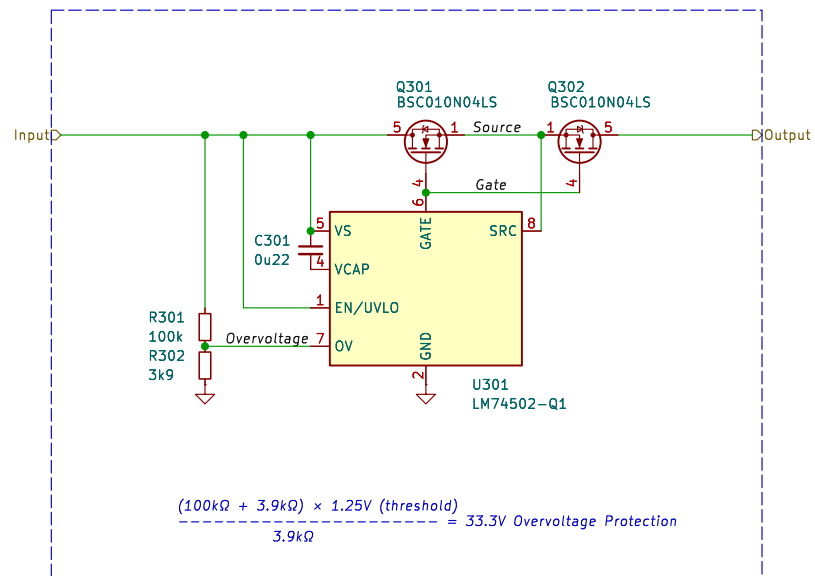 Q301
BSC010N04LS
Q302
BSC010N04LS
Input
5
1
Source
1
5
Output
4
Gate
4
6
5
VS
GATE
SRC
8
C301
0u22
4
VCAP
1
EN/UVLO
R301
100k
Overvoltage
7
OV
R302
3k9
GND
2
U301
LM74502-Q1
(100kΩ + 3.9kΩ) × 1.25V (threshold)
---------------------- = 33.3V Overvoltage Protection
3.9kΩ